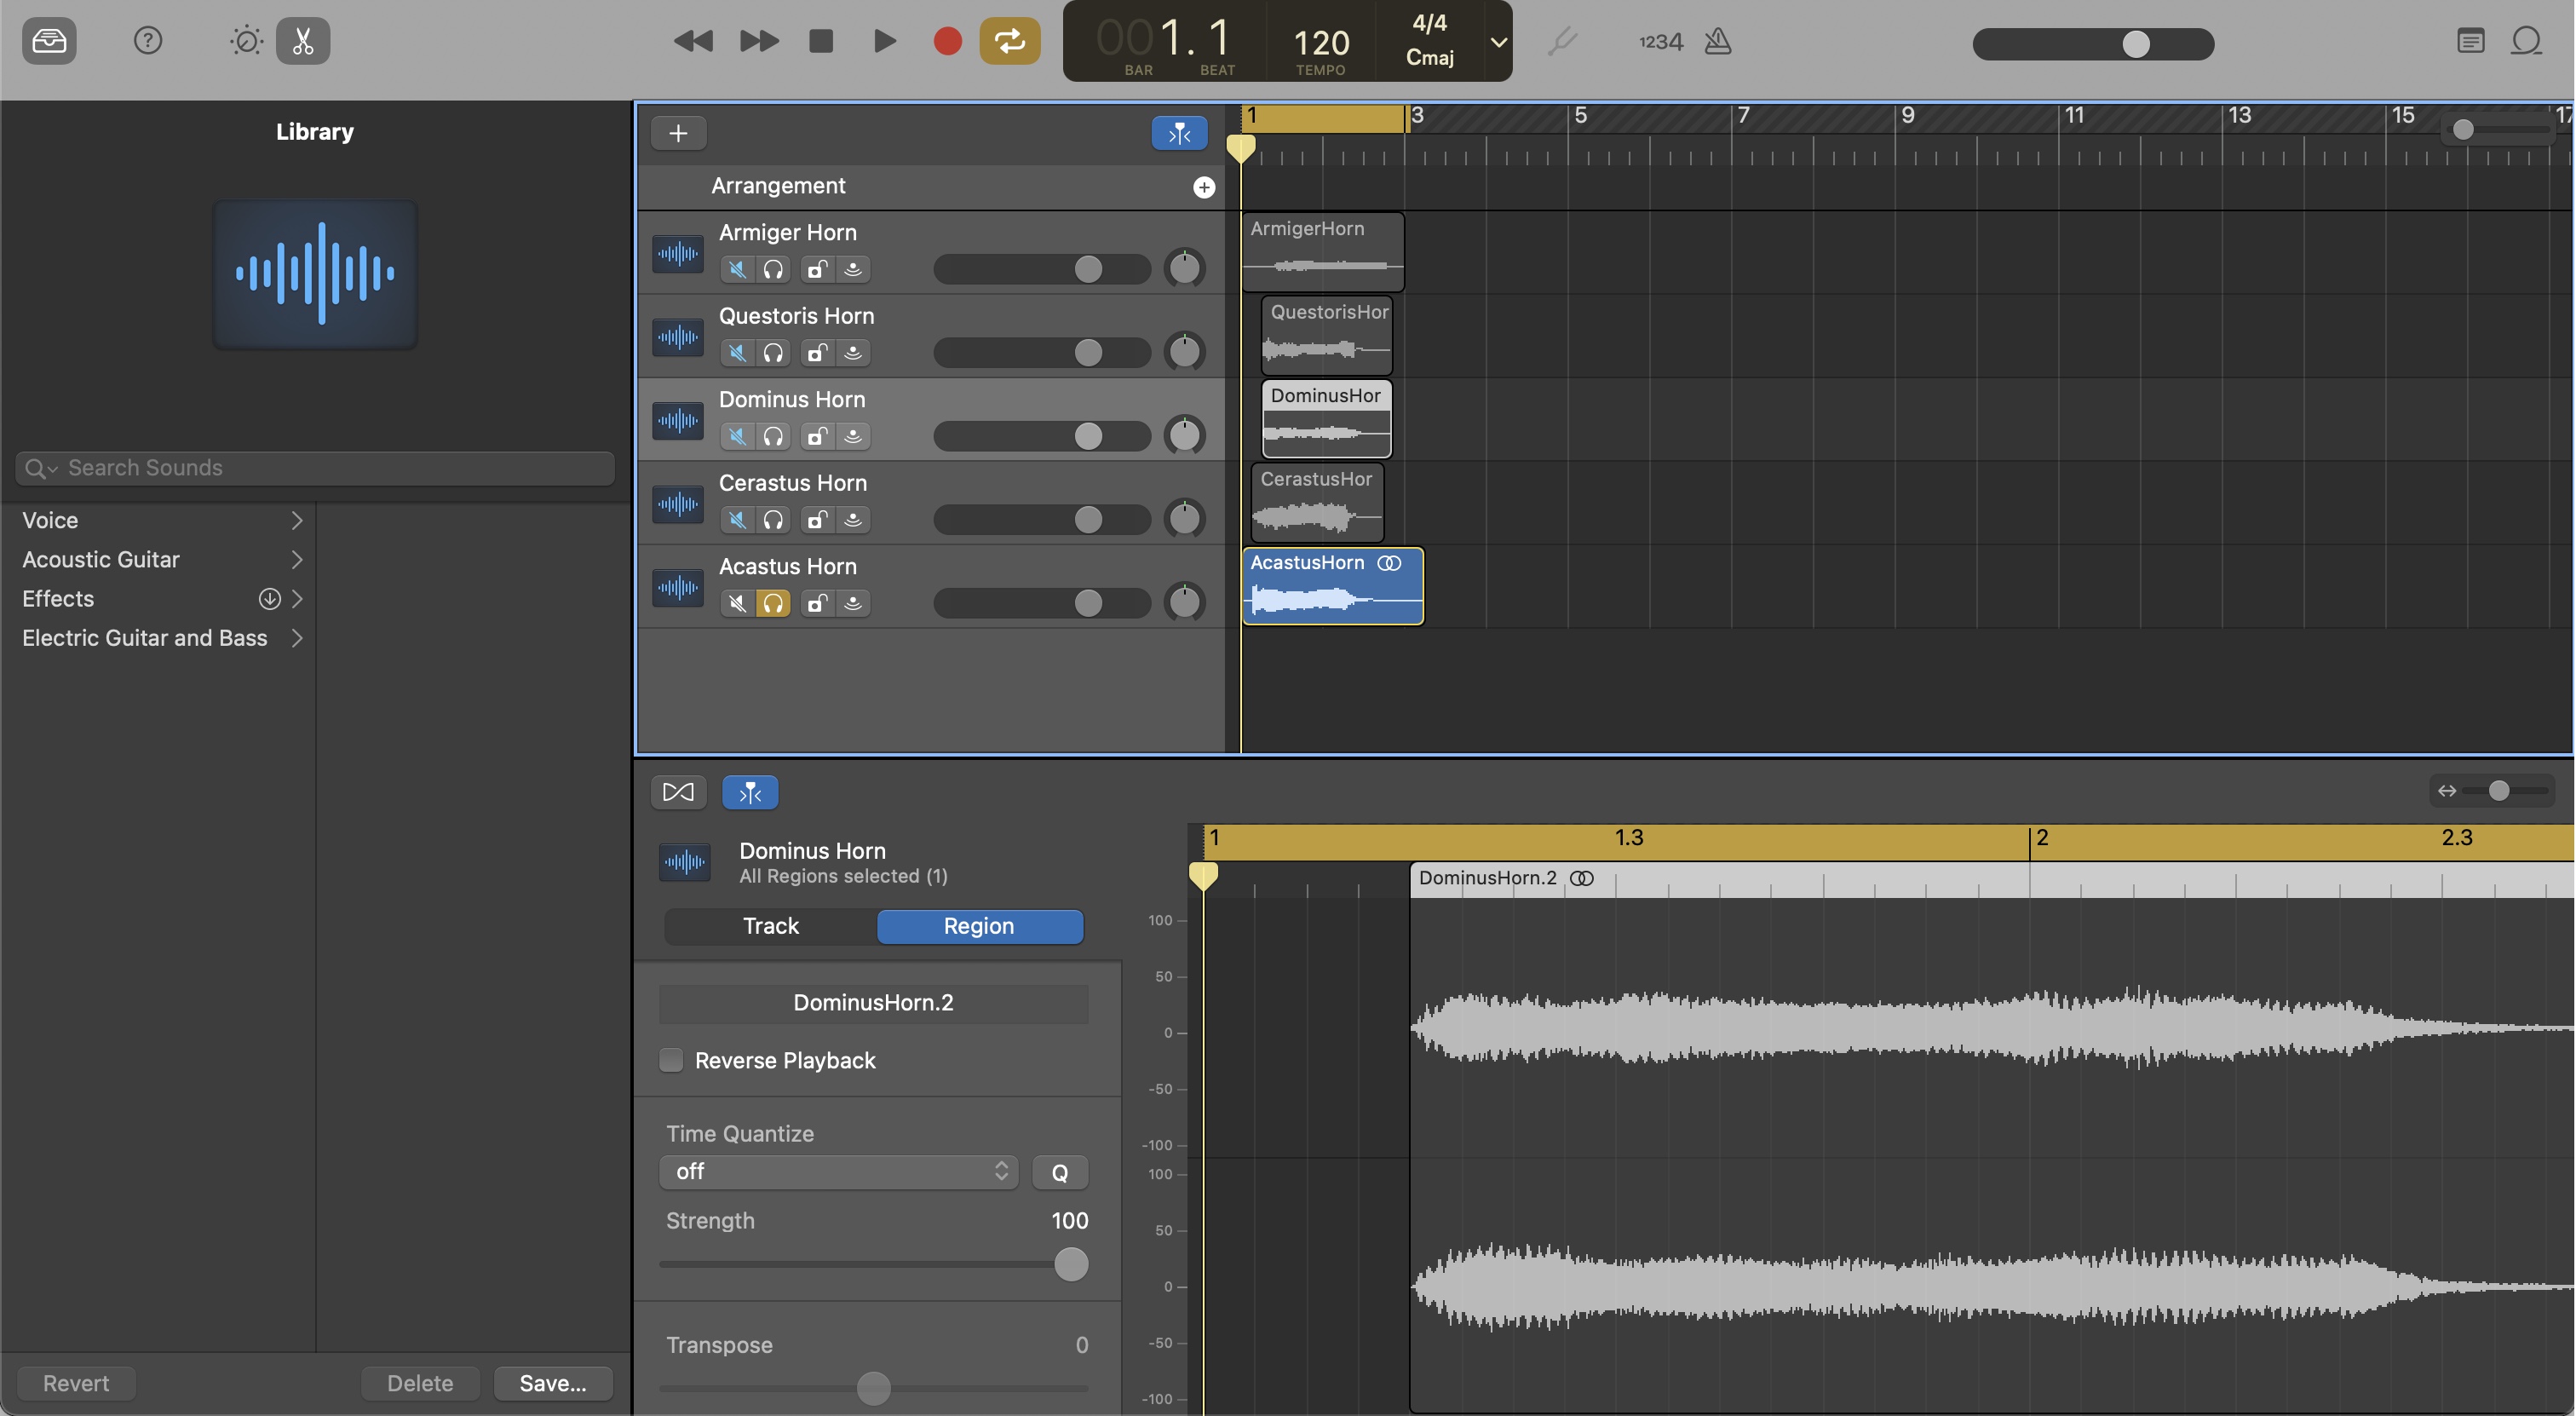 001. 1
BAR BEAT
120
TEMPO
4/4
Cmaj
1234
Library
Search Sounds
Voice
Acoustic Guitar
Effects
Electric Guitar and Bass
Revert
Delete
Save...
1 3 5 7 9 11 13 15 17
Arrangement
Armiger Horn
ArmigerHorn
Questoris Horn
QuestorisHor
Dominus Horn
DominusHor
Cerastus Horn
CerastusHor
Acastus Horn
AcastusHorn
Dominus Horn
All Regions selected (1)
Track
Region
DominusHorn.2
Reverse Playback
Time Quantize
off
Q
Strength
100
Transpose
0
1 1.3 2 2.3
DominusHorn.2
100
50
0
-50
-100
100
50
0
-50
-100